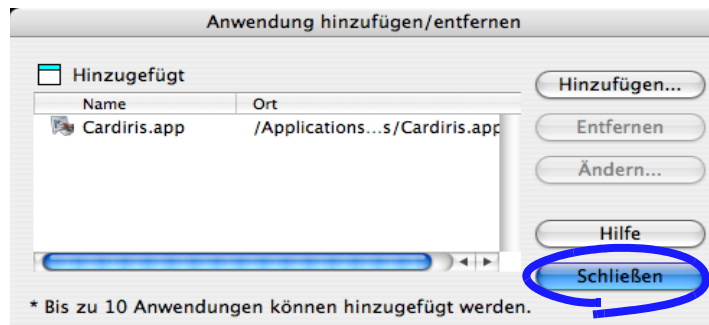 Anwendung hinzufügen/entfernen
Hinzugefügt
Name Ort
Cardiris.app /Applications...s/Cardiris.app
Hinzufügen...
Entfernen
Ändern...
Hilfe
Schließen
* Bis zu 10 Anwendungen können hinzugefügt werden.